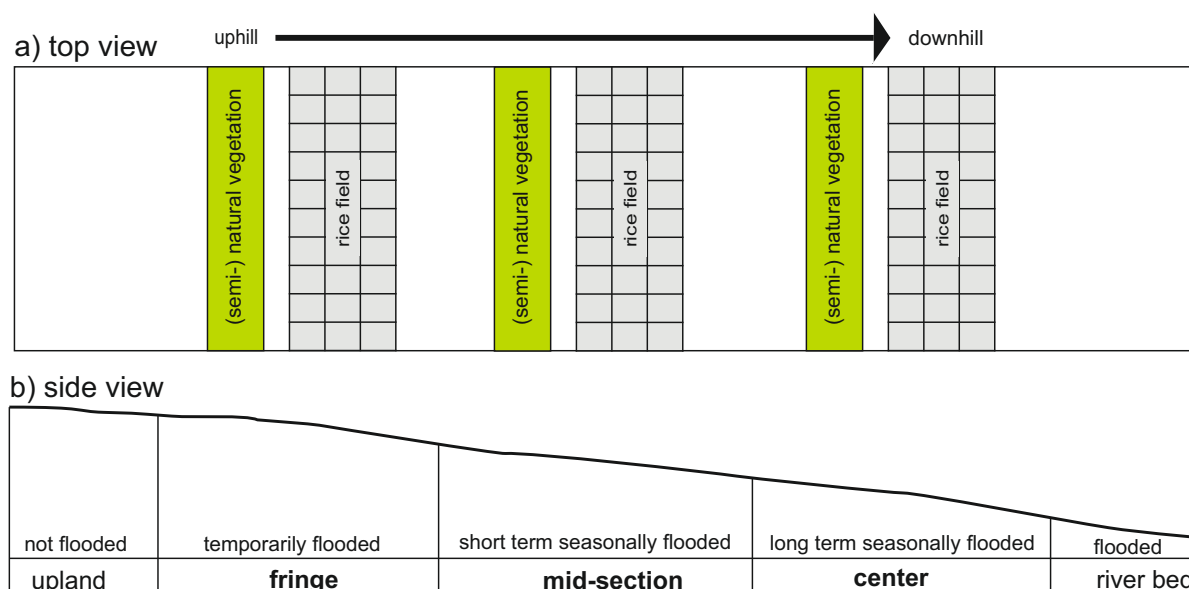 a) top view
uphill
downhill
(semi-) natural vegetation
rice field
(semi-) natural vegetation
rice field
(semi-) natural vegetation
rice field
b) side view
not flooded
temporarily flooded
short term seasonally flooded
long term seasonally flooded
flooded
upland
fringe
mid-section
center
river bed